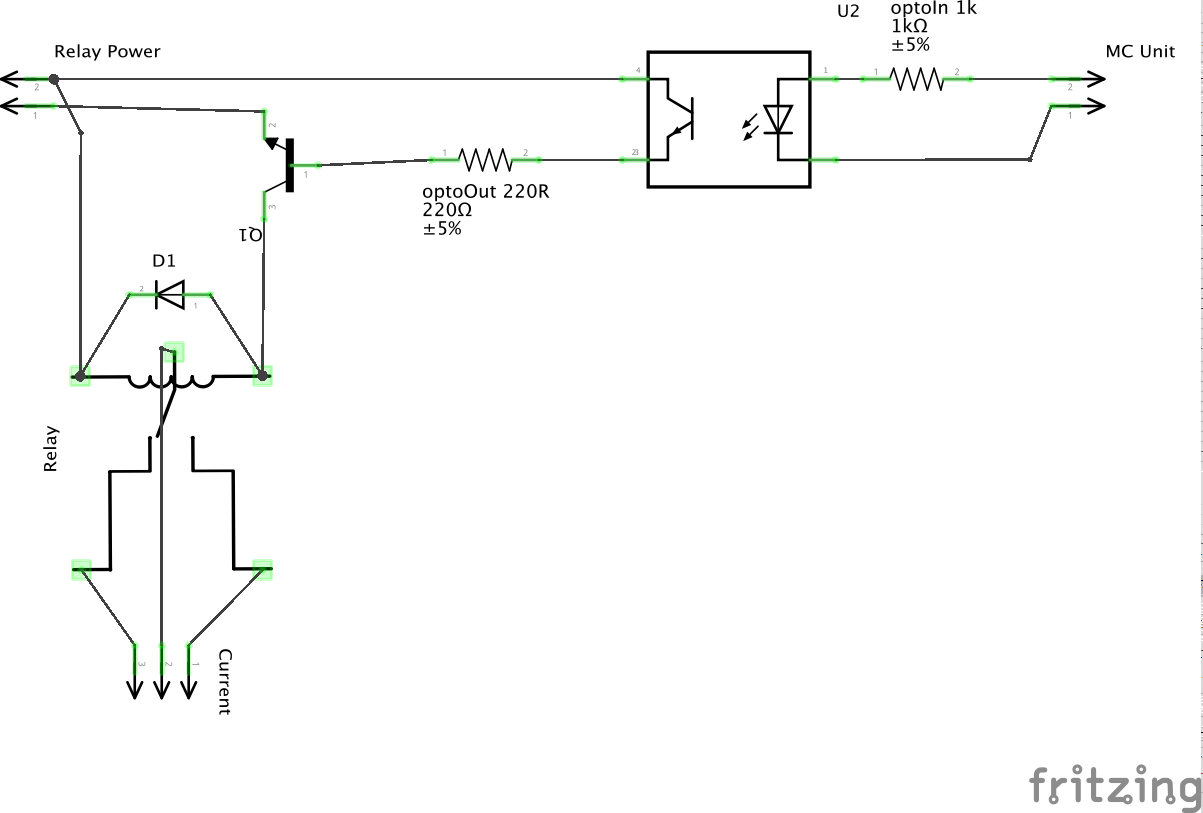 U2
optoIn 1k
1kΩ
±5%
Relay Power
MC Unit
2
4
1
1
2
2
1
2
1
1
2
23
1
optoOut 220R
220Ω
±5%
3
Q1
D1
2
1
Relay
Current
3
2
1
fritzing